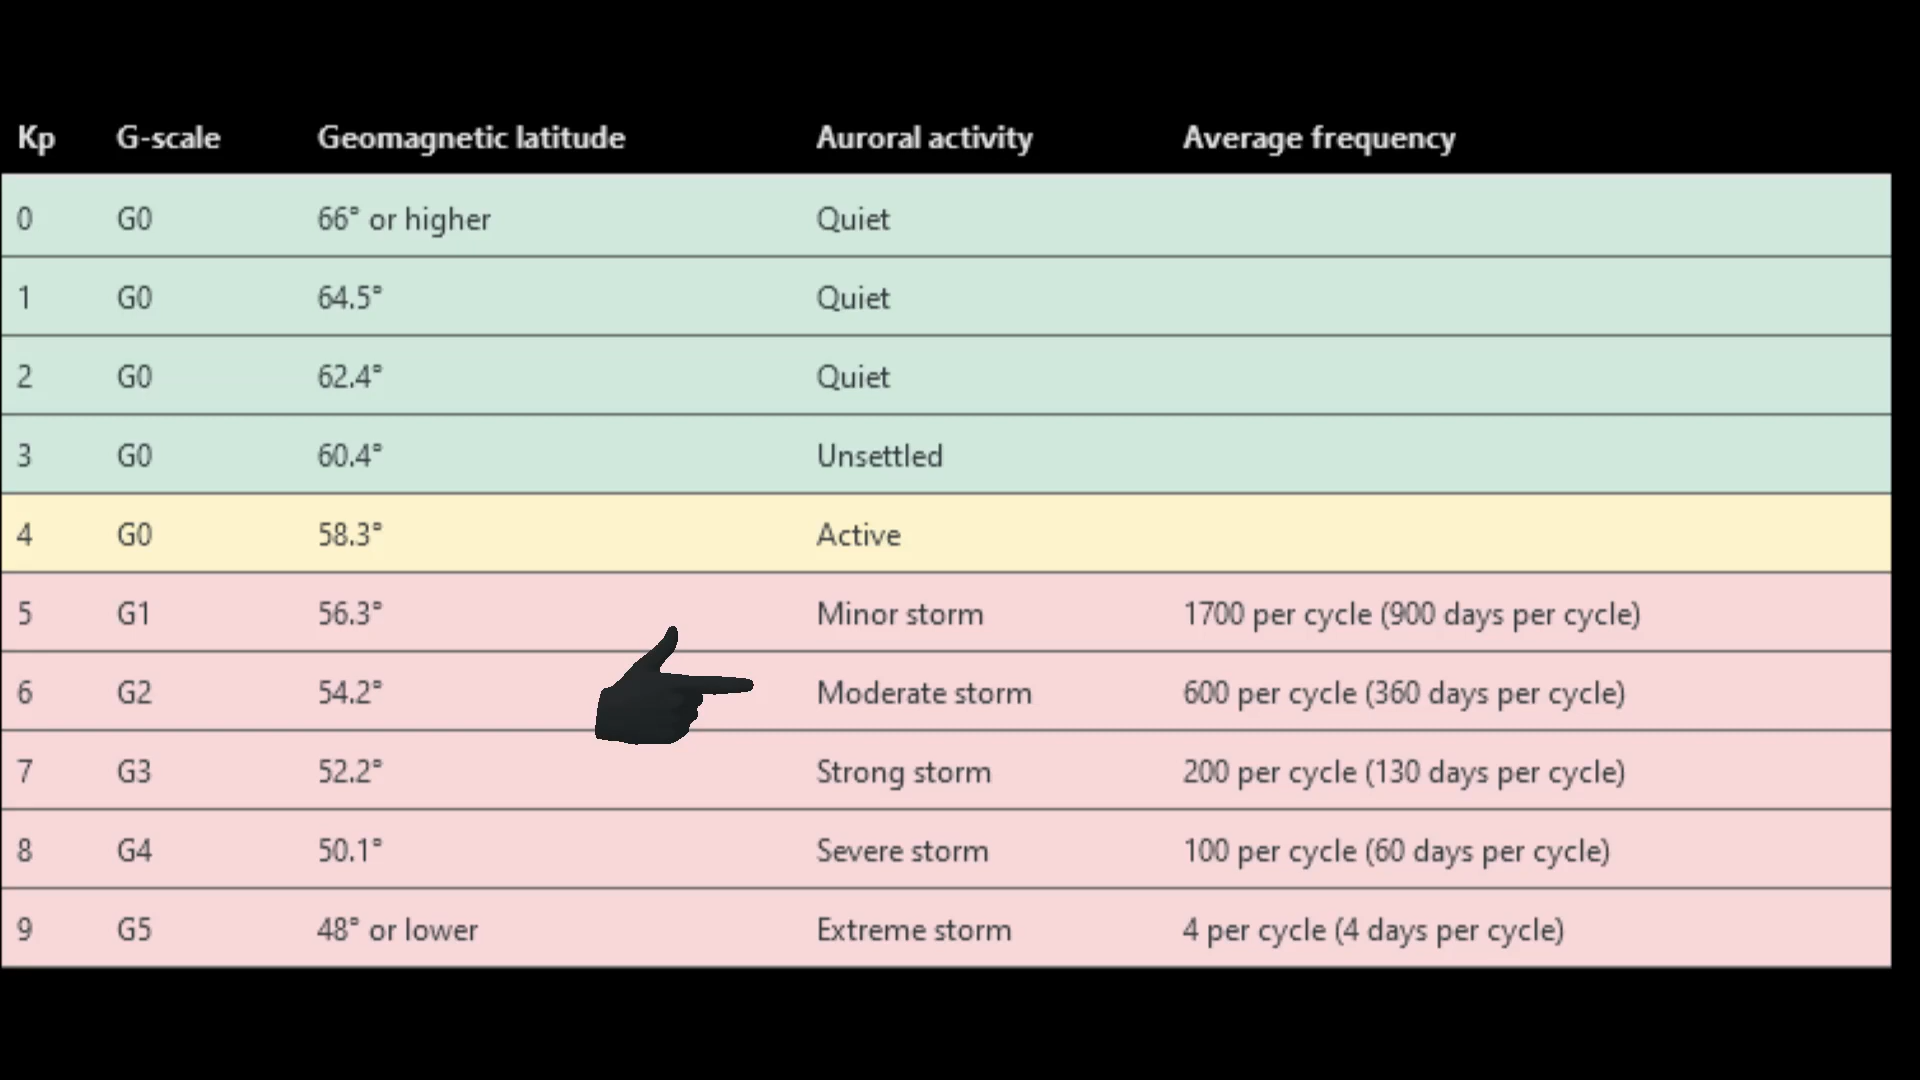 Kp G-scale Geomagnetic latitude Auroral activity Average frequency
0 G0 66° or higher Quiet
1 G0 64.5° Quiet
2 G0 62.4° Quiet
3 G0 60.4° Unsettled
4 G0 58.3° Active
5 G1 56.3° Minor storm 1700 per cycle (900 days per cycle)
6 G2 54.2° Moderate storm 600 per cycle (360 days per cycle)
7 G3 52.2° Strong storm 200 per cycle (130 days per cycle)
8 G4 50.1° Severe storm 100 per cycle (60 days per cycle)
9 G5 48° or lower Extreme storm 4 per cycle (4 days per cycle)